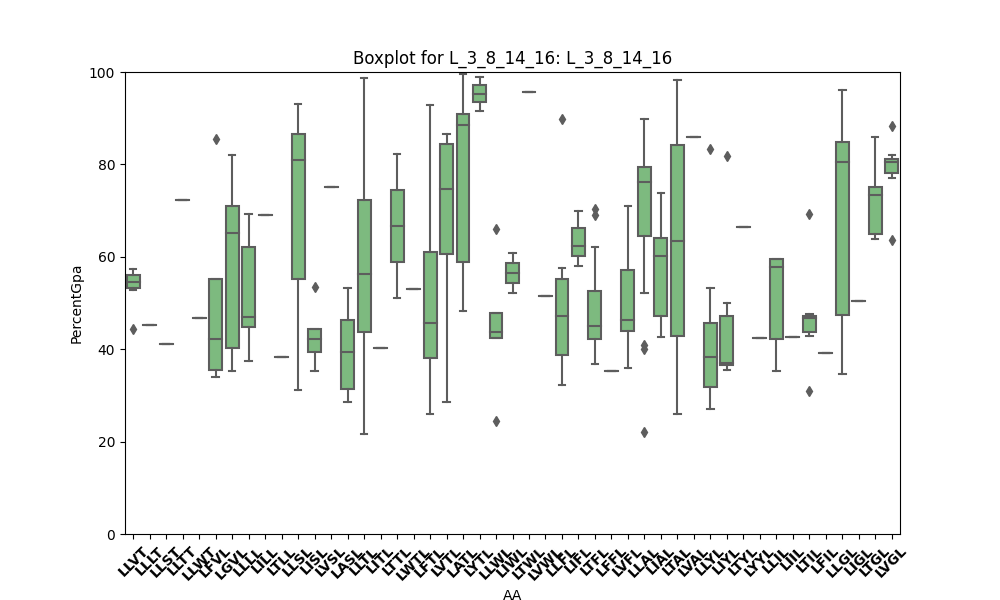 Boxplot for L_3_8_14_16: L_3_8_14_16
100
80
60
40
20
0
PercentGpa
LIVT LLLT LLST LLTT LLWT LFVL LGVL LLLL LILL LTLL LLSL LISL LVSL LASL LLTL LITL LTTL LWTL LFTL LVTL LATL LYTL LLWL LIWL LTWL LVWL LLFL LIFL LTFL LFFL LVFL LLAL LIAL LTAL LVAL LLYL LIYL LTYL LYYL LLIL LIIL LTIL LFIL LLGL LIGL LTGL LVGL
AA